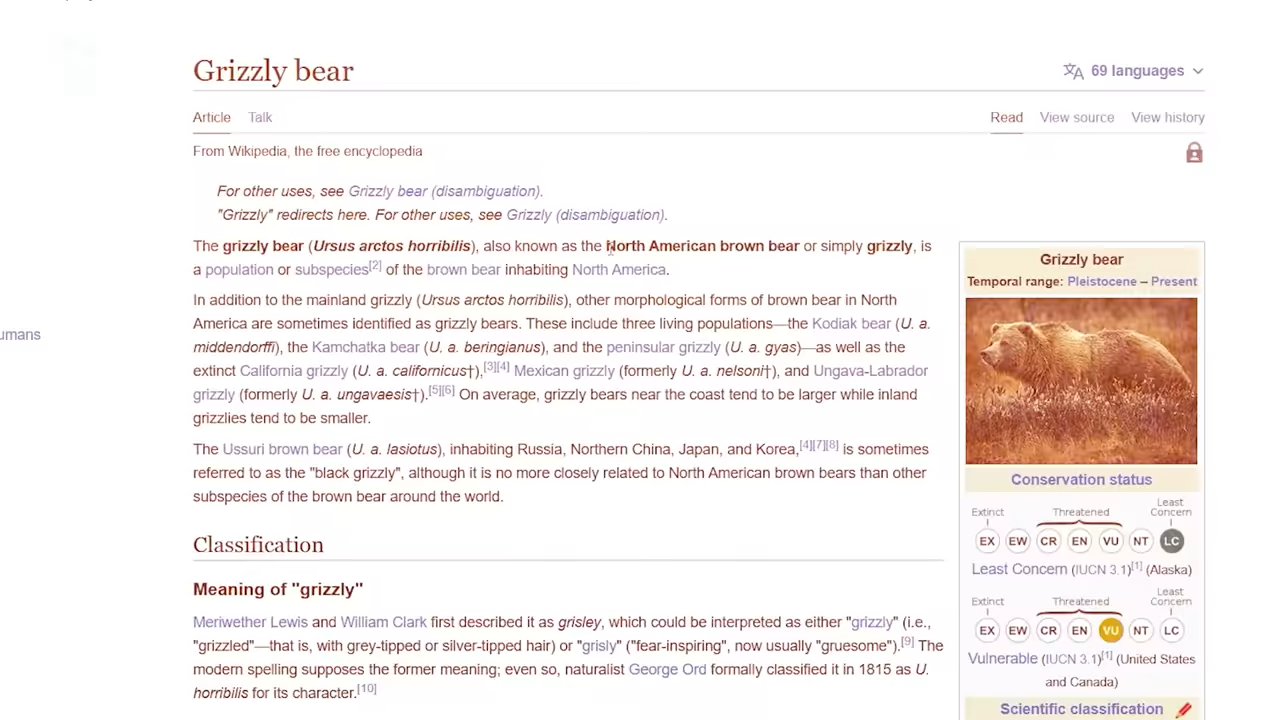 Grizzly bear
69 languages
Article Talk
Read View source View history
From Wikipedia, the free encyclopedia
For other uses, see Grizzly bear (disambiguation).
"Grizzly" redirects here. For other uses, see Grizzly (disambiguation).
The grizzly bear (Ursus arctos horribilis), also known as the North American brown bear or simply grizzly, is
a population or subspecies[2] of the brown bear inhabiting North America.
In addition to the mainland grizzly (Ursus arctos horribilis), other morphological forms of brown bear in North
America are sometimes identified as grizzly bears. These include three living populations—the Kodiak bear (U. a.
middendorffi), the Kamchatka bear (U. a. beringianus), and the peninsular grizzly (U. a. gyas)—as well as the
extinct California grizzly (U. a. californicus†),[3][4] Mexican grizzly (formerly U. a. nelsoni†), and Ungava-Labrador
grizzly (formerly U. a. ungavaesis†).[5][6] On average, grizzly bears near the coast tend to be larger while inland
grizzlies tend to be smaller.
The Ussuri brown bear (U. a. lasiotus), inhabiting Russia, Northern China, Japan, and Korea,[4][7][8] is sometimes
referred to as the "black grizzly", although it is no more closely related to North American brown bears than other
subspecies of the brown bear around the world.
Classification
Meaning of "grizzly"
Meriwether Lewis and William Clark first described it as grisley, which could be interpreted as either "grizzly" (i.e.,
"grizzled"—that is, with grey-tipped or silver-tipped hair) or "grisly" ("fear-inspiring", now usually "gruesome").[9] The
modern spelling supposes the former meaning; even so, naturalist George Ord formally classified it in 1815 as U.
horribilis for its character.[10]
umans
Grizzly bear
Temporal range: Pleistocene – Present
Conservation status
Extinct Threatened Least Concern
EX EW CR EN VU NT LC
Least Concern (IUCN 3.1)[1] (Alaska)
Extinct Threatened Least Concern
EX EW CR EN VU NT LC
Vulnerable (IUCN 3.1)[1] (United States
and Canada)
Scientific classification